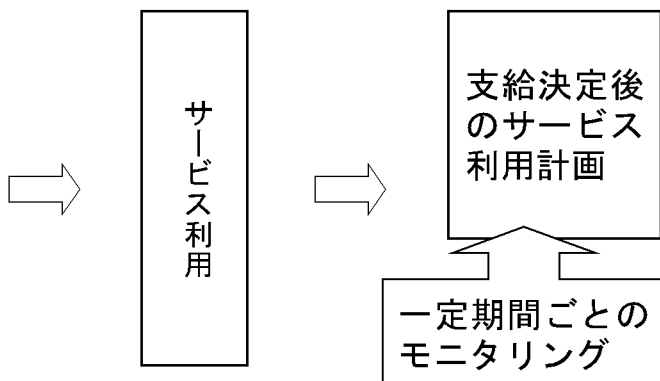 サービス利用
支給決定後
のサービス
利用計画
一定期間ごとの
モニタリング